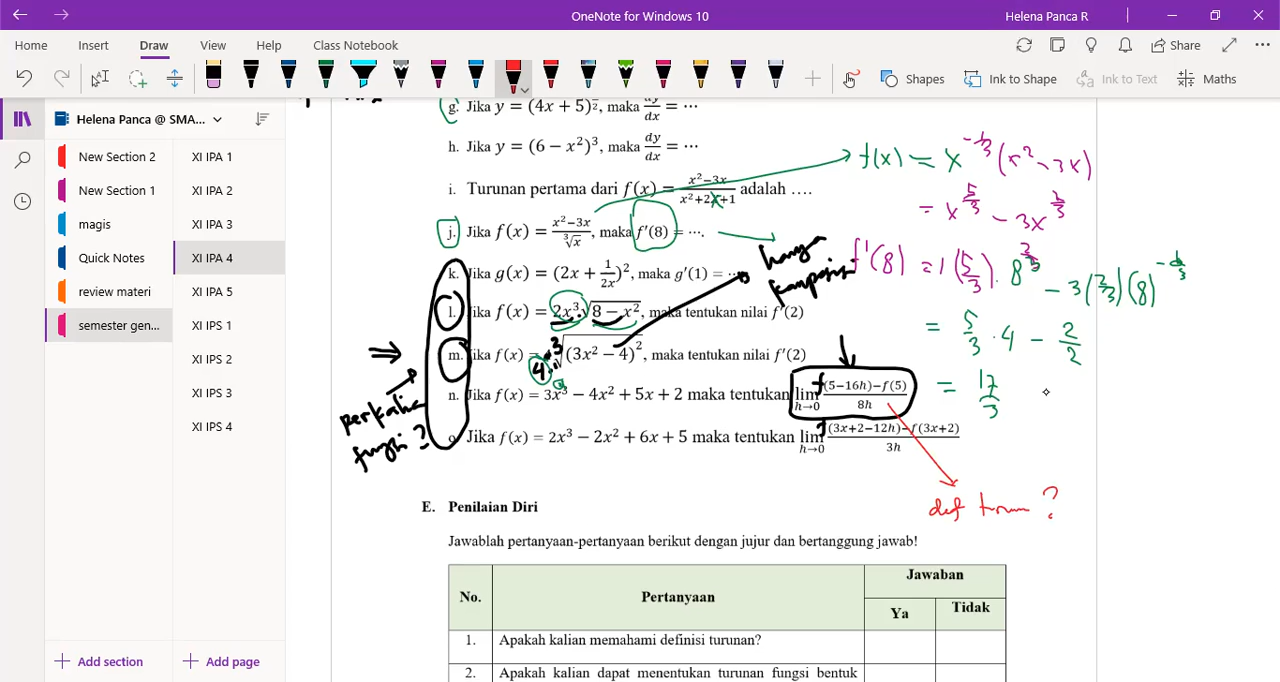 OneNote for Windows 10
Helena Panca R
Home Insert Draw View Help Class Notebook
Share
Shapes Ink to Shape Ink to Text Maths
Helena Panca @ SMA...
New Section 2
New Section 1
magis
Quick Notes
review materi
semester gen...
XI IPA 1
XI IPA 2
XI IPA 3
XI IPA 4
XI IPA 5
XI IPS 1
XI IPS 2
XI IPS 3
XI IPS 4
Add section
Add page
g. Jika y = (4x + 5)^, maka dy/dx = ⋯
h. Jika y = (6 − x²)³, maka dy/dx = ⋯
i. Turunan pertama dari f(x) = (x²−3x)/(x²+2x+1) adalah ….
j. Jika f(x) = (x²−3x)/∛x, maka f′(8) = ⋯.
k. Jika g(x) = (2x + 1/2x)², maka g′(1) = ⋯
l. Jika f(x) = 2x³.√(8 − x²), maka tentukan nilai f′(2)
m. Jika f(x) = 4.∛(3x² − 4)², maka tentukan nilai f′(2)
n. Jika f(x) = 3x³ − 4x² + 5x + 2 maka tentukan lim h→0 f(5−16h)−f(5)/8h
o. Jika f(x) = 2x³ − 2x² + 6x + 5 maka tentukan lim h→0 f(3x+2−12h)−f(3x+2)/3h
perkalian
fungsi?
f(x) = x^(-1/3) (x² - 3x)
= x^(5/3) - 3x^(2/3)
f'(8) = 1(5/3) . 8^(2/3) - 3(2/3)(8)^(-1/3)
= 5/3 . 4 - 2/2
= 17/3
def turun ?
E. Penilaian Diri
Jawablah pertanyaan-pertanyaan berikut dengan jujur dan bertanggung jawab!
No. Pertanyaan Jawaban
Ya Tidak
1. Apakah kalian memahami definisi turunan?
2. Apakah kalian dapat menentukan turunan fungsi bentuk